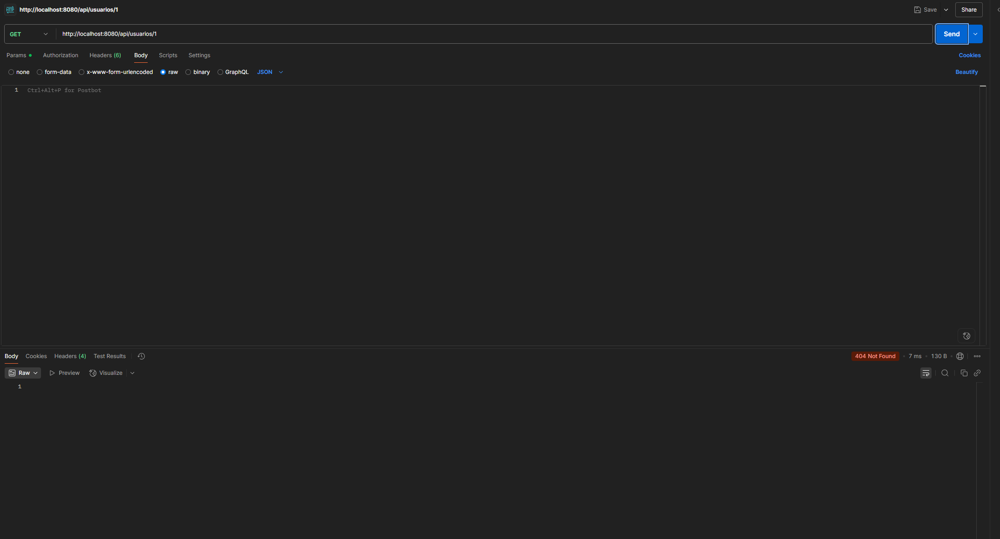 HTTP http://localhost:8080/api/usuarios/1 Save Share
GET http://localhost:8080/api/usuarios/1 Send
Params Authorization Headers (6) Body Scripts Settings Cookies
none form-data x-www-form-urlencoded raw binary GraphQL JSON Beautify
1 Ctrl+Alt+P for Postbot
Body Cookies Headers (4) Test Results 404 Not Found • 7 ms • 130 B
Raw Preview Visualize
1